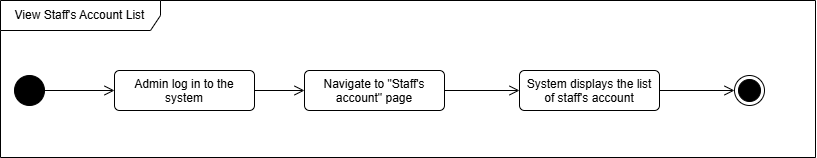 View Staff's Account List
Admin log in to the
system
Navigate to "Staff's
account" page
System displays the list
of staff's account